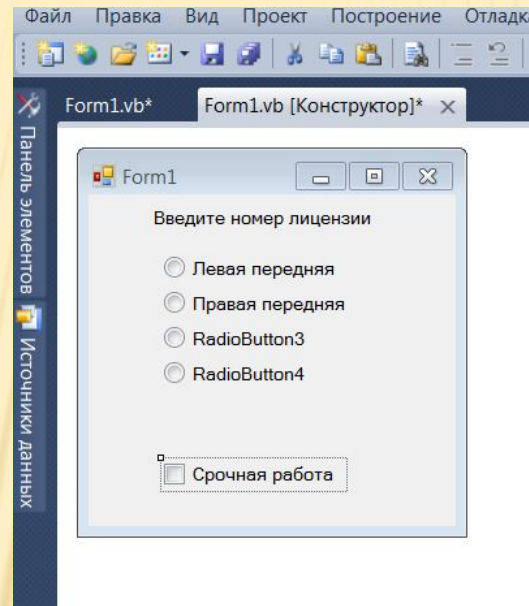 Файл Правка Вид Проект Построение Отладк
Form1.vb* Form1.vb [Конструктор]*
Панель элементов
Источники данных
Form1
Введите номер лицензии
Левая передняя
Правая передняя
RadioButton3
RadioButton4
Срочная работа